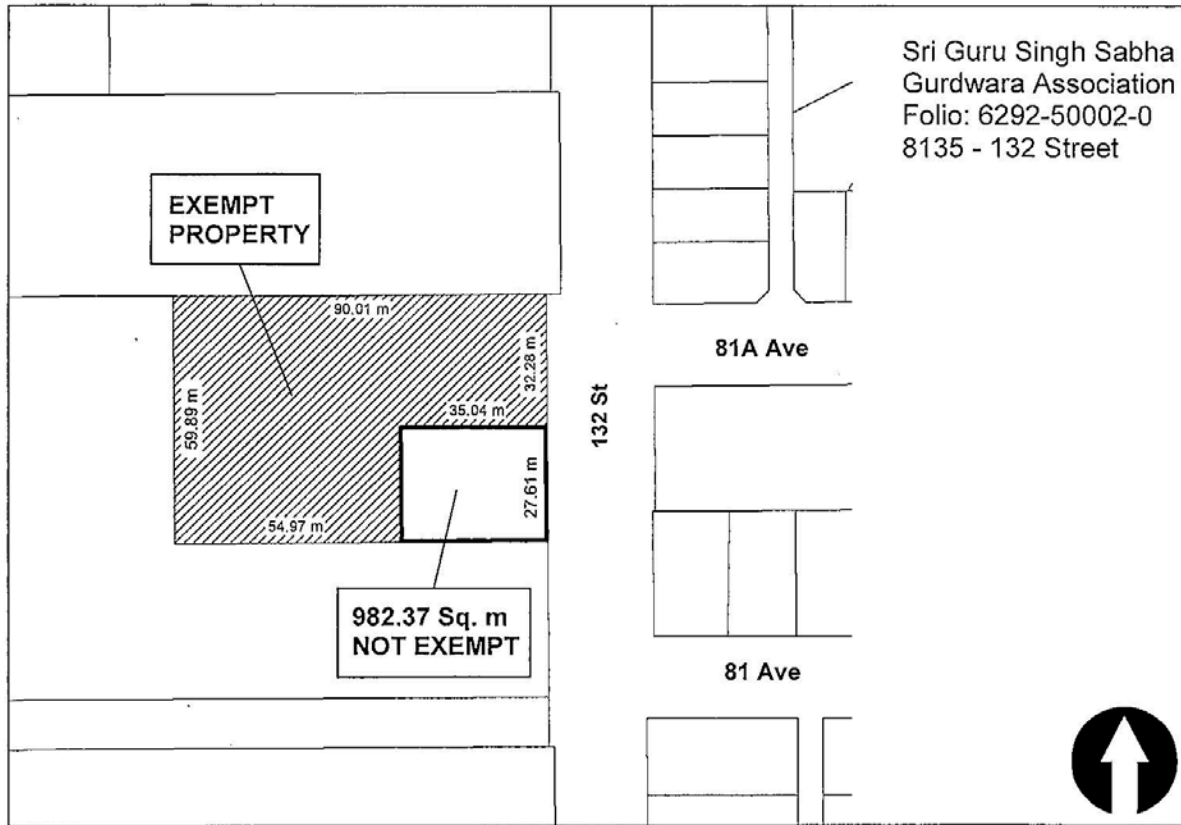 Sri Guru Singh Sabha
Gurdwara Association
Folio: 6292-50002-0
8135 - 132 Street
EXEMPT
PROPERTY
90.01 m
32.28 m
59.89 m
35.04 m
27.61 m
54.97 m
982.37 Sq. m
NOT EXEMPT
132 St
81A Ave
81 Ave